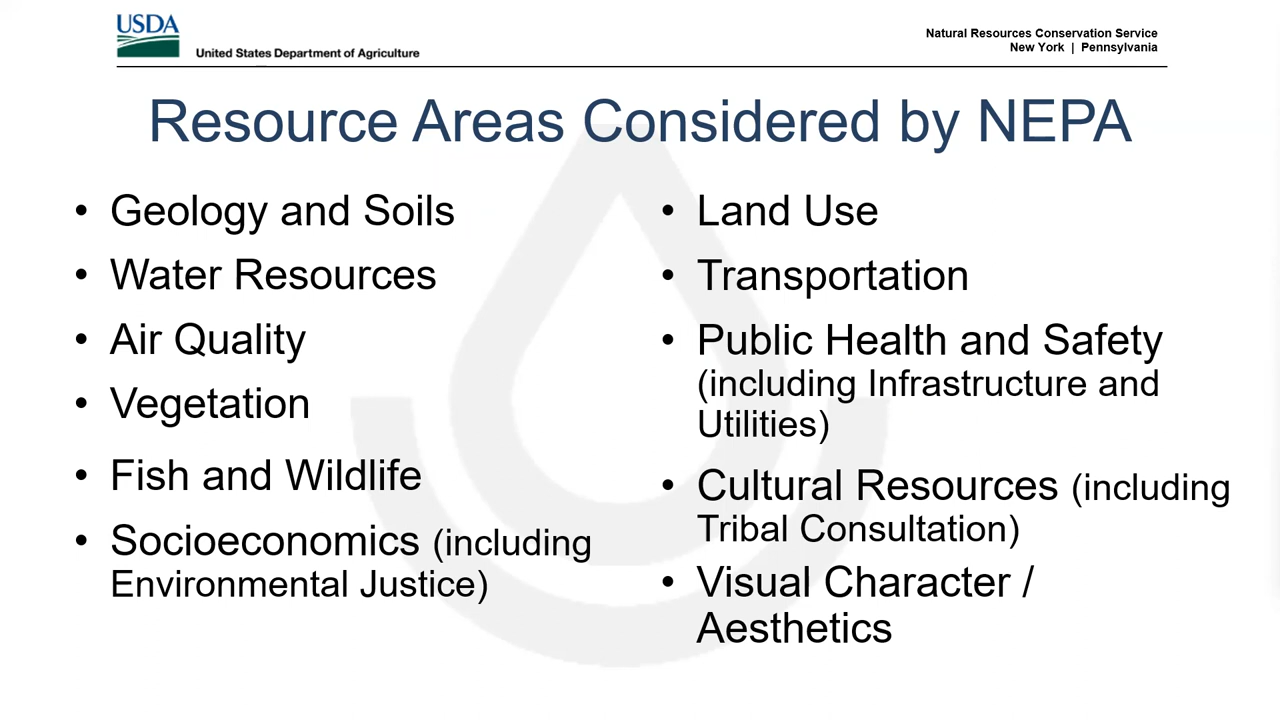 USDA
United States Department of Agriculture
Natural Resources Conservation Service
New York | Pennsylvania
Resource Areas Considered by NEPA
• Geology and Soils
• Water Resources
• Air Quality
• Vegetation
• Fish and Wildlife
• Socioeconomics (including
Environmental Justice)
• Land Use
• Transportation
• Public Health and Safety
(including Infrastructure and
Utilities)
• Cultural Resources (including
Tribal Consultation)
• Visual Character /
Aesthetics